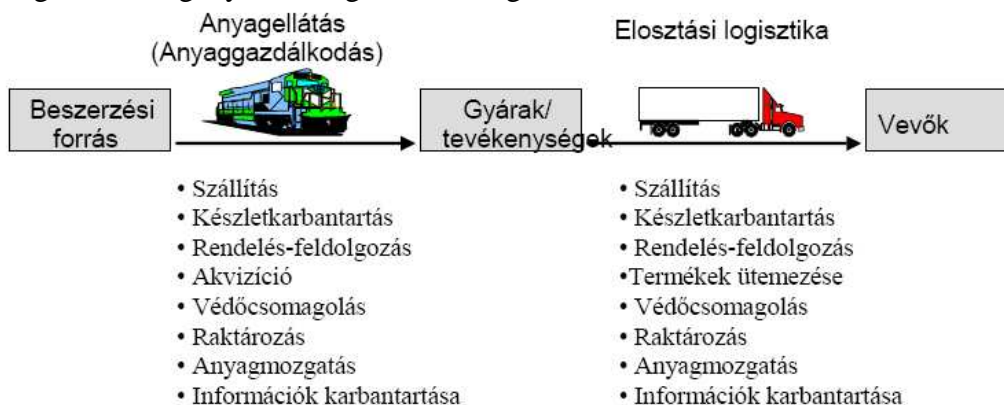 Anyagellátás
(Anyaggazdálkodás)
Elosztási logisztika
Beszerzési
forrás
Gyárak/
tevékenységek
Vevők
• Szállítás
• Készletkarbantartás
• Rendelés-feldolgozás
• Akvizíció
• Védőcsomagolás
• Raktározás
• Anyagmozgatás
• Információk karbantartása
• Szállítás
• Készletkarbantartás
• Rendelés-feldolgozás
•Termékek ütemezése
• Védőcsomagolás
• Raktározás
• Anyagmozgatás
• Információk karbantartása